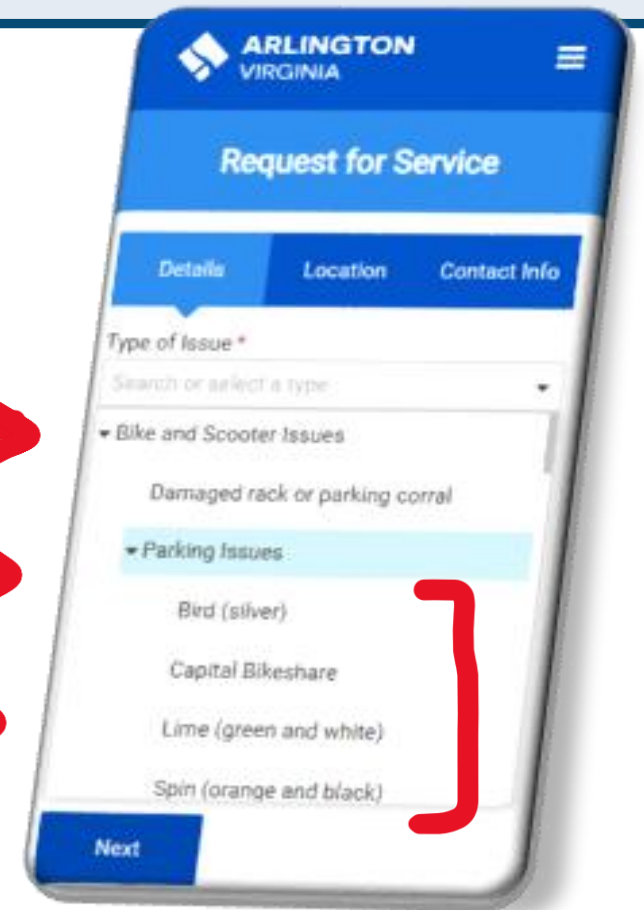 ARLINGTON
VIRGINIA
Request for Service
Details Location Contact Info
Type of Issue *
Search or select a type
Bike and Scooter Issues
Damaged rack or parking corral
Parking Issues
Bird (silver)
Capital Bikeshare
Lime (green and white)
Spin (orange and black)
Next